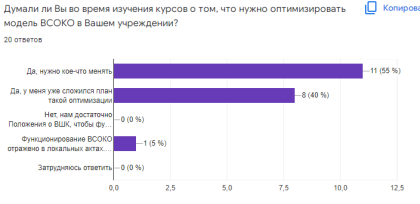 Думали ли Вы во время изучения курсов о том, что нужно оптимизировать
модель ВСОКО в Вашем учреждении?
Копирова
20 ответов
Да, нужно кое-что менять
11 (55 %)
Да, у меня уже сложился план
такой оптимизации
8 (40 %)
Нет, нам достаточно
Положения о ВШК, чтобы фу…
0 (0 %)
Функционирование ВСОКО
отражено в локальных актах.…
1 (5 %)
Затрудняюсь ответить
0 (0 %)
0,0 2,5 5,0 7,5 10,0 12,5